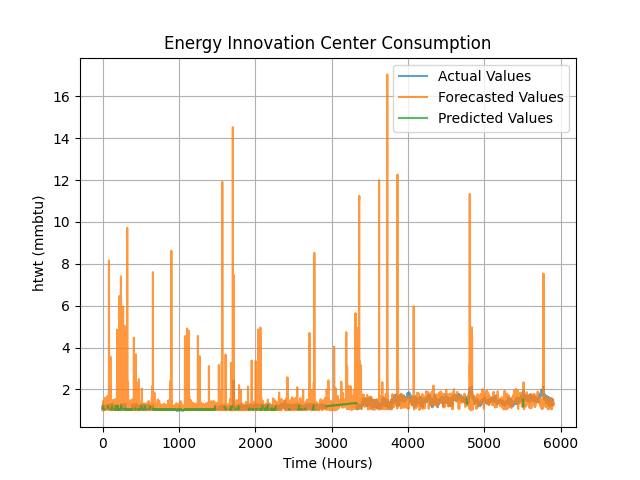 Energy Innovation Center Consumption
Actual Values
Forecasted Values
Predicted Values
htwt (mmbtu)
16
14
12
10
8
6
4
2
0
1000
2000
3000
4000
5000
6000
Time (Hours)